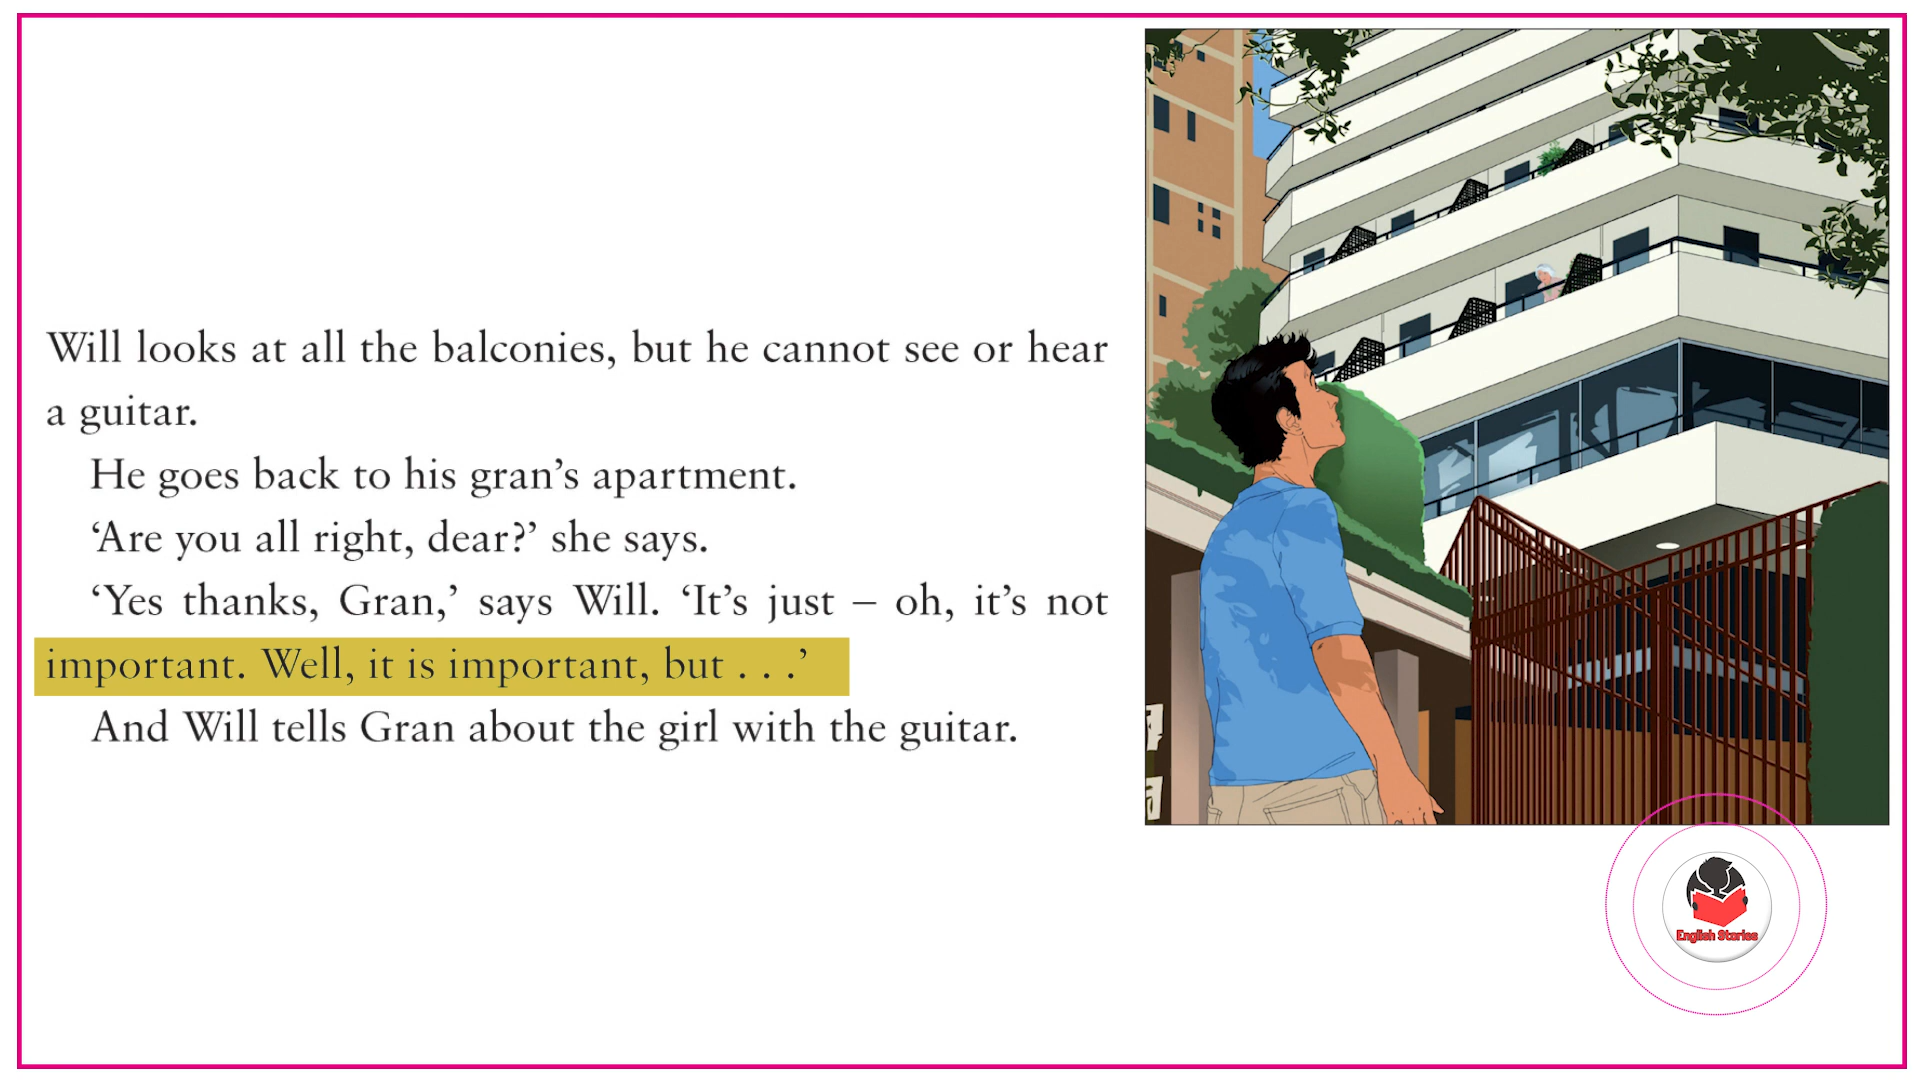 Will looks at all the balconies, but he cannot see or hear
a guitar.
He goes back to his gran’s apartment.
‘Are you all right, dear?’ she says.
‘Yes thanks, Gran,’ says Will. ‘It’s just – oh, it’s not
important. Well, it is important, but . . .’
And Will tells Gran about the girl with the guitar.
English Stories